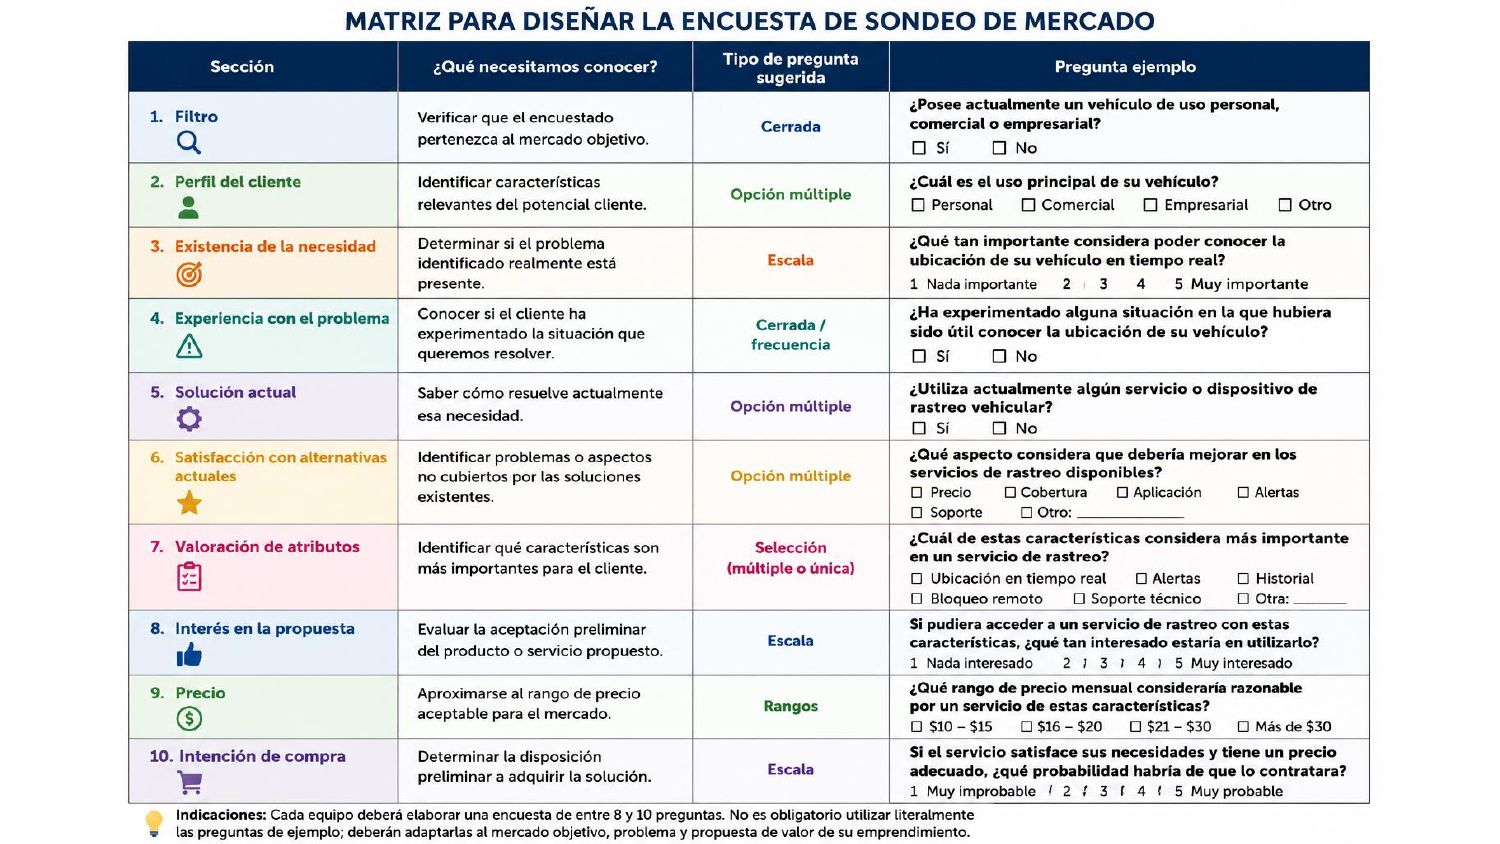 MATRIZ PARA DISEÑAR LA ENCUESTA DE SONDEO DE MERCADO
Sección
¿Qué necesitamos conocer?
Tipo de pregunta
sugerida
Pregunta ejemplo
1. Filtro
Verificar que el encuestado
pertenezca al mercado objetivo.
Cerrada
¿Posee actualmente un vehículo de uso personal,
comercial o empresarial?
☐ Sí ☐ No
2. Perfil del cliente
Identificar características
relevantes del potencial cliente.
Opción múltiple
¿Cuál es el uso principal de su vehículo?
☐ Personal ☐ Comercial ☐ Empresarial ☐ Otro
3. Existencia de la necesidad
Determinar si el problema
identificado realmente está
presente.
Escala
¿Qué tan importante considera poder conocer la
ubicación de su vehículo en tiempo real?
1 Nada importante 2 3 4 5 Muy importante
4. Experiencia con el problema
Conocer si el cliente ha
experimentado la situación que
queremos resolver.
Cerrada /
frecuencia
¿Ha experimentado alguna situación en la que hubiera
sido útil conocer la ubicación de su vehículo?
☐ Sí ☐ No
5. Solución actual
Saber cómo resuelve actualmente
esa necesidad.
Opción múltiple
¿Utiliza actualmente algún servicio o dispositivo de
rastreo vehicular?
☐ Sí ☐ No
6. Satisfacción con alternativas
actuales
Identificar problemas o aspectos
no cubiertos por las soluciones
existentes.
Opción múltiple
¿Qué aspecto considera que debería mejorar en los
servicios de rastreo disponibles?
☐ Precio ☐ Cobertura ☐ Aplicación ☐ Alertas
☐ Soporte ☐ Otro: ______________
7. Valoración de atributos
Identificar qué características son
más importantes para el cliente.
Selección
(múltiple o única)
¿Cuál de estas características considera más importante
en un servicio de rastreo?
☐ Ubicación en tiempo real ☐ Alertas ☐ Historial
☐ Bloqueo remoto ☐ Soporte técnico ☐ Otra: _______
8. Interés en la propuesta
Evaluar la aceptación preliminar
del producto o servicio propuesto.
Escala
Si pudiera acceder a un servicio de rastreo con estas
características, ¿qué tan interesado estaría en utilizarlo?
1 Nada interesado 2 / 3 / 4 / 5 Muy interesado
9. Precio
Aproximarse al rango de precio
aceptable para el mercado.
Rangos
¿Qué rango de precio mensual consideraría razonable
por un servicio de estas características?
☐ $10 – $15 ☐ $16 – $20 ☐ $21 – $30 ☐ Más de $30
10. Intención de compra
Determinar la disposición
preliminar a adquirir la solución.
Escala
Si el servicio satisface sus necesidades y tiene un precio
adecuado, ¿qué probabilidad habría de que lo contratara?
1 Muy improbable / 2 / 3 / 4 / 5 Muy probable
Indicaciones: Cada equipo deberá elaborar una encuesta de entre 8 y 10 preguntas. No es obligatorio utilizar literalmente
las preguntas de ejemplo; deberán adaptarlas al mercado objetivo, problema y propuesta de valor de su emprendimiento.